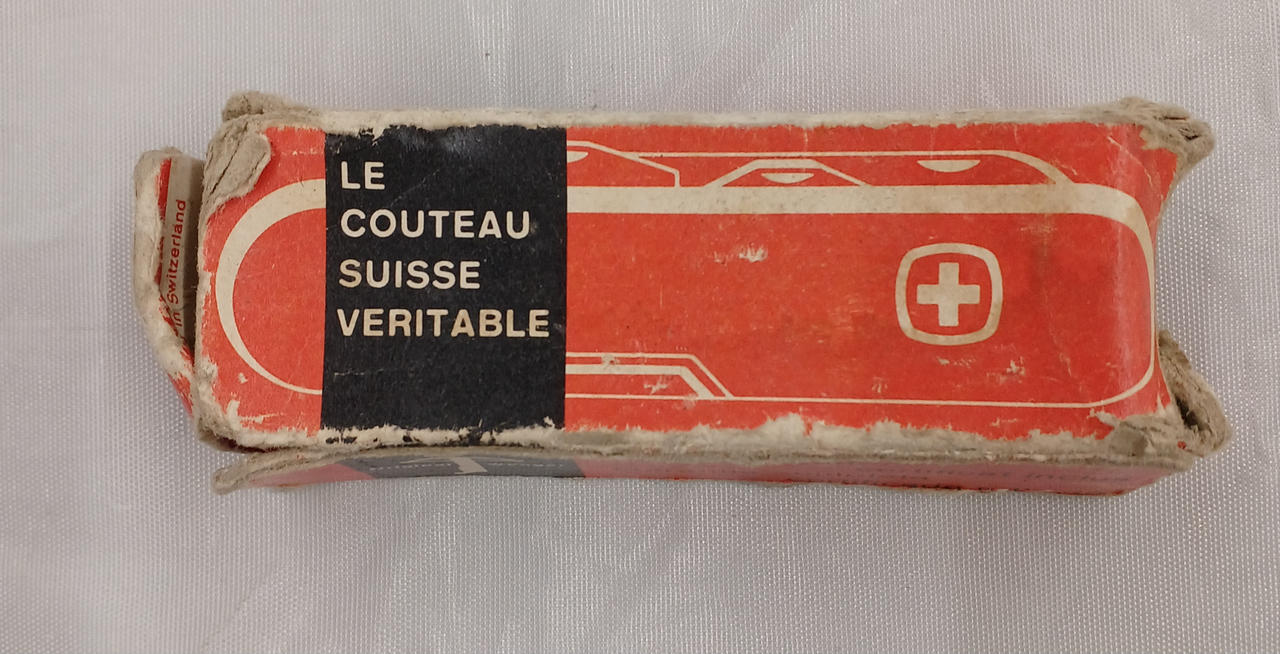 LE
COUTEAU
SUISSE
VERITABLE
in Switzerland